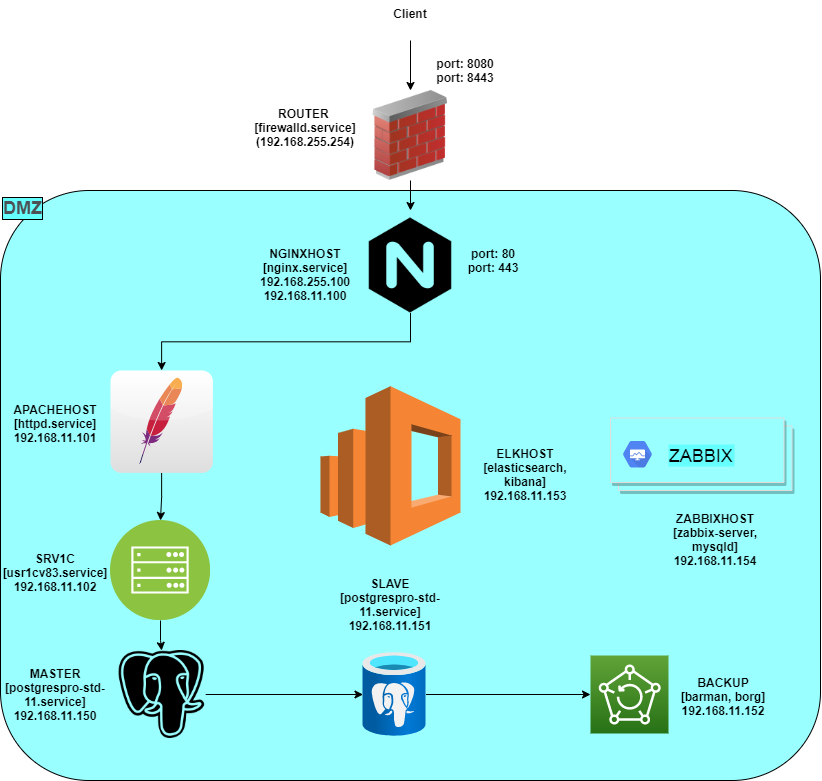 Client
port: 8080
port: 8443
ROUTER
[firewalld.service]
(192.168.255.254)
DMZ
NGINXHOST
[nginx.service]
192.168.255.100
192.168.11.100
N
port: 80
port: 443
APACHEHOST
[httpd.service]
192.168.11.101
ELKHOST
[elasticsearch,
kibana]
192.168.11.153
ZABBIX
ZABBIXHOST
[zabbix-server,
mysqld]
192.168.11.154
SRV1C
[usr1cv83.service]
192.168.11.102
SLAVE
[postgrespro-std-
11.service]
192.168.11.151
MASTER
[postgrespro-std-
11.service]
192.168.11.150
BACKUP
[barman, borg]
192.168.11.152